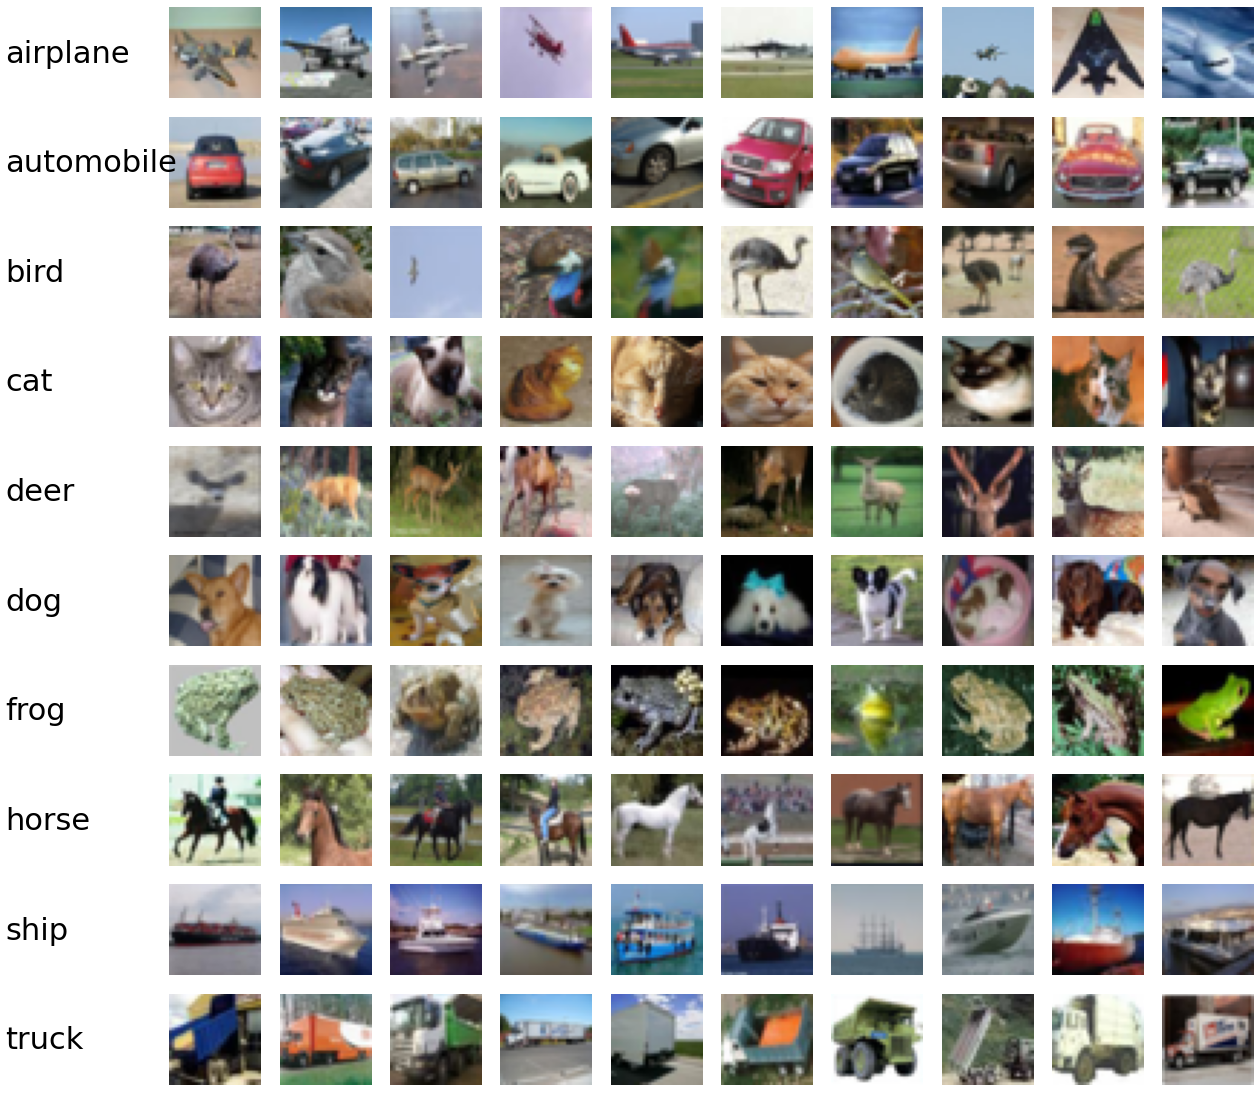 airplane
automobile
bird
cat
deer
dog
frog
horse
ship
truck